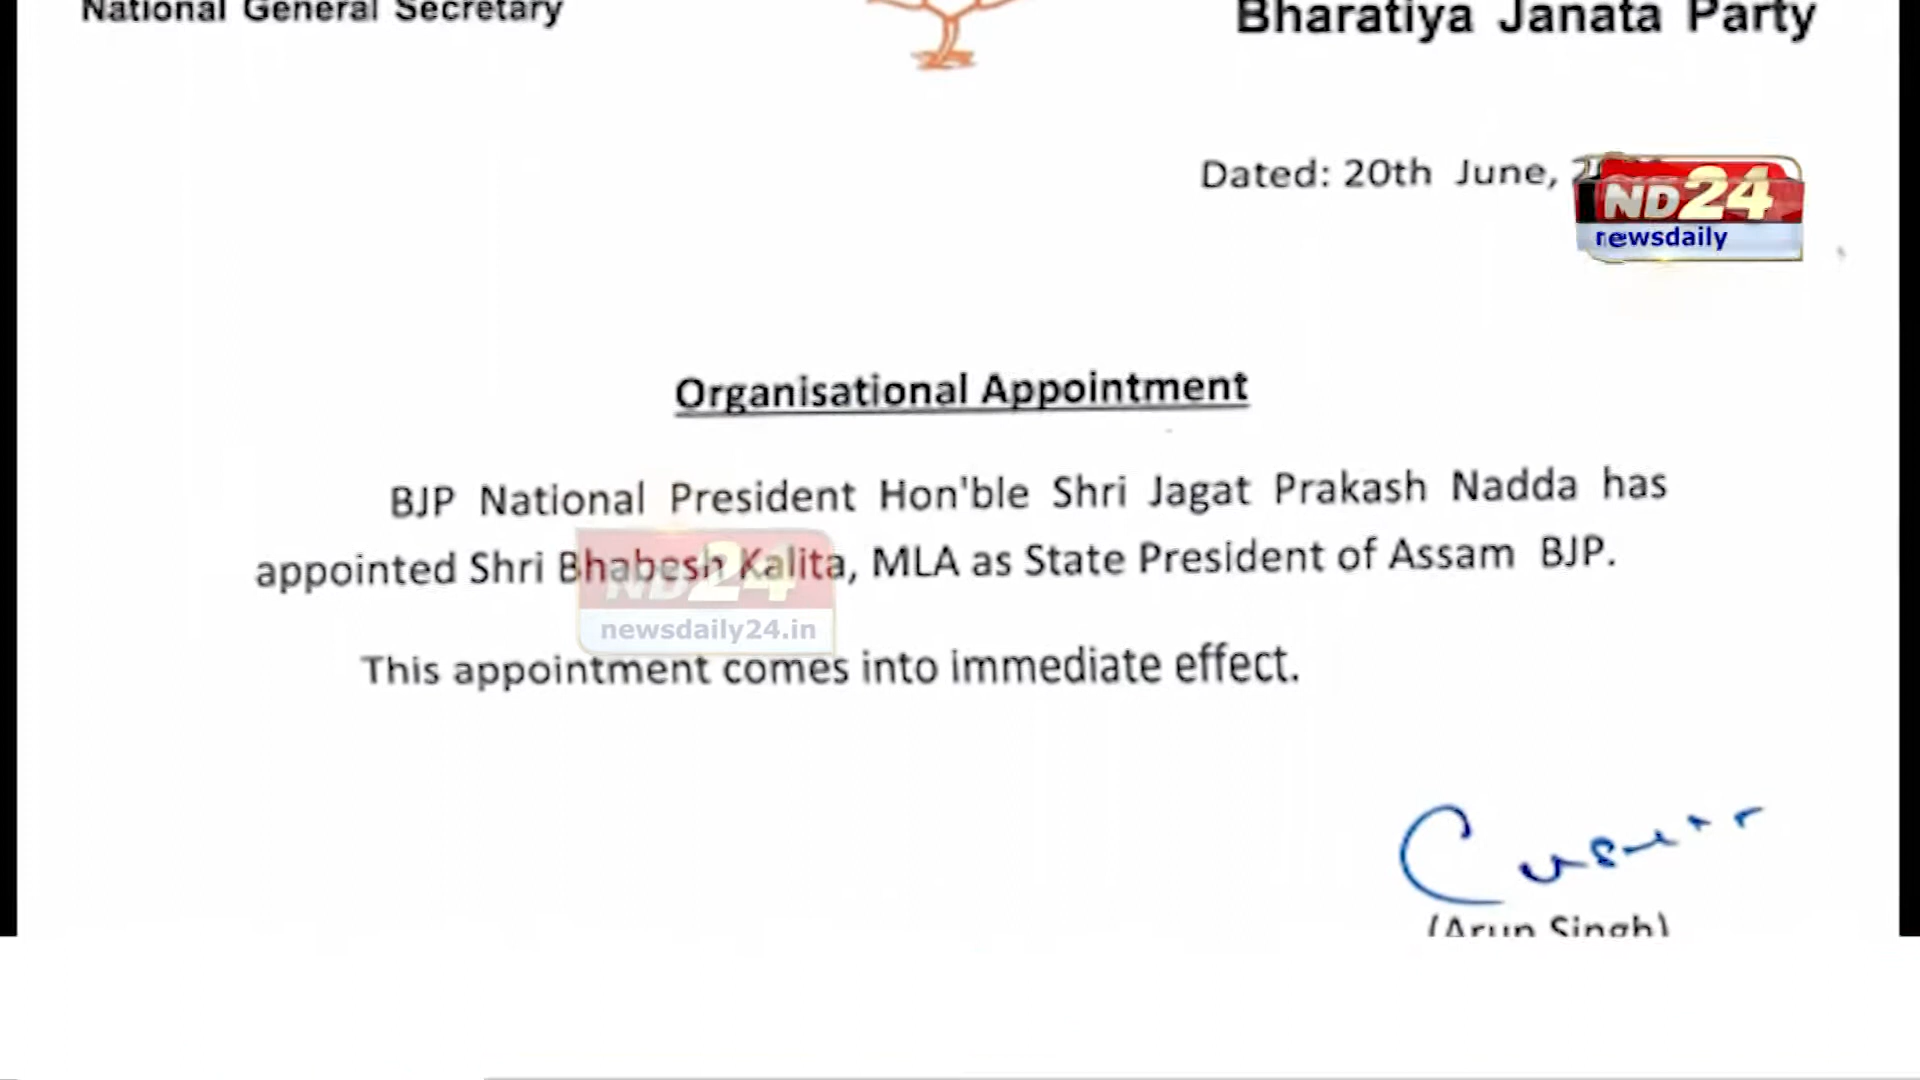 National General Secretary
Bharatiya Janata Party
Dated: 20th June,
ND24
newsdaily
Organisational Appointment
BJP National President Hon'ble Shri Jagat Prakash Nadda has
appointed Shri Bhabesh Kalita, MLA as State President of Assam BJP.
ND24
newsdaily24.in
This appointment comes into immediate effect.
(Arun Singh)